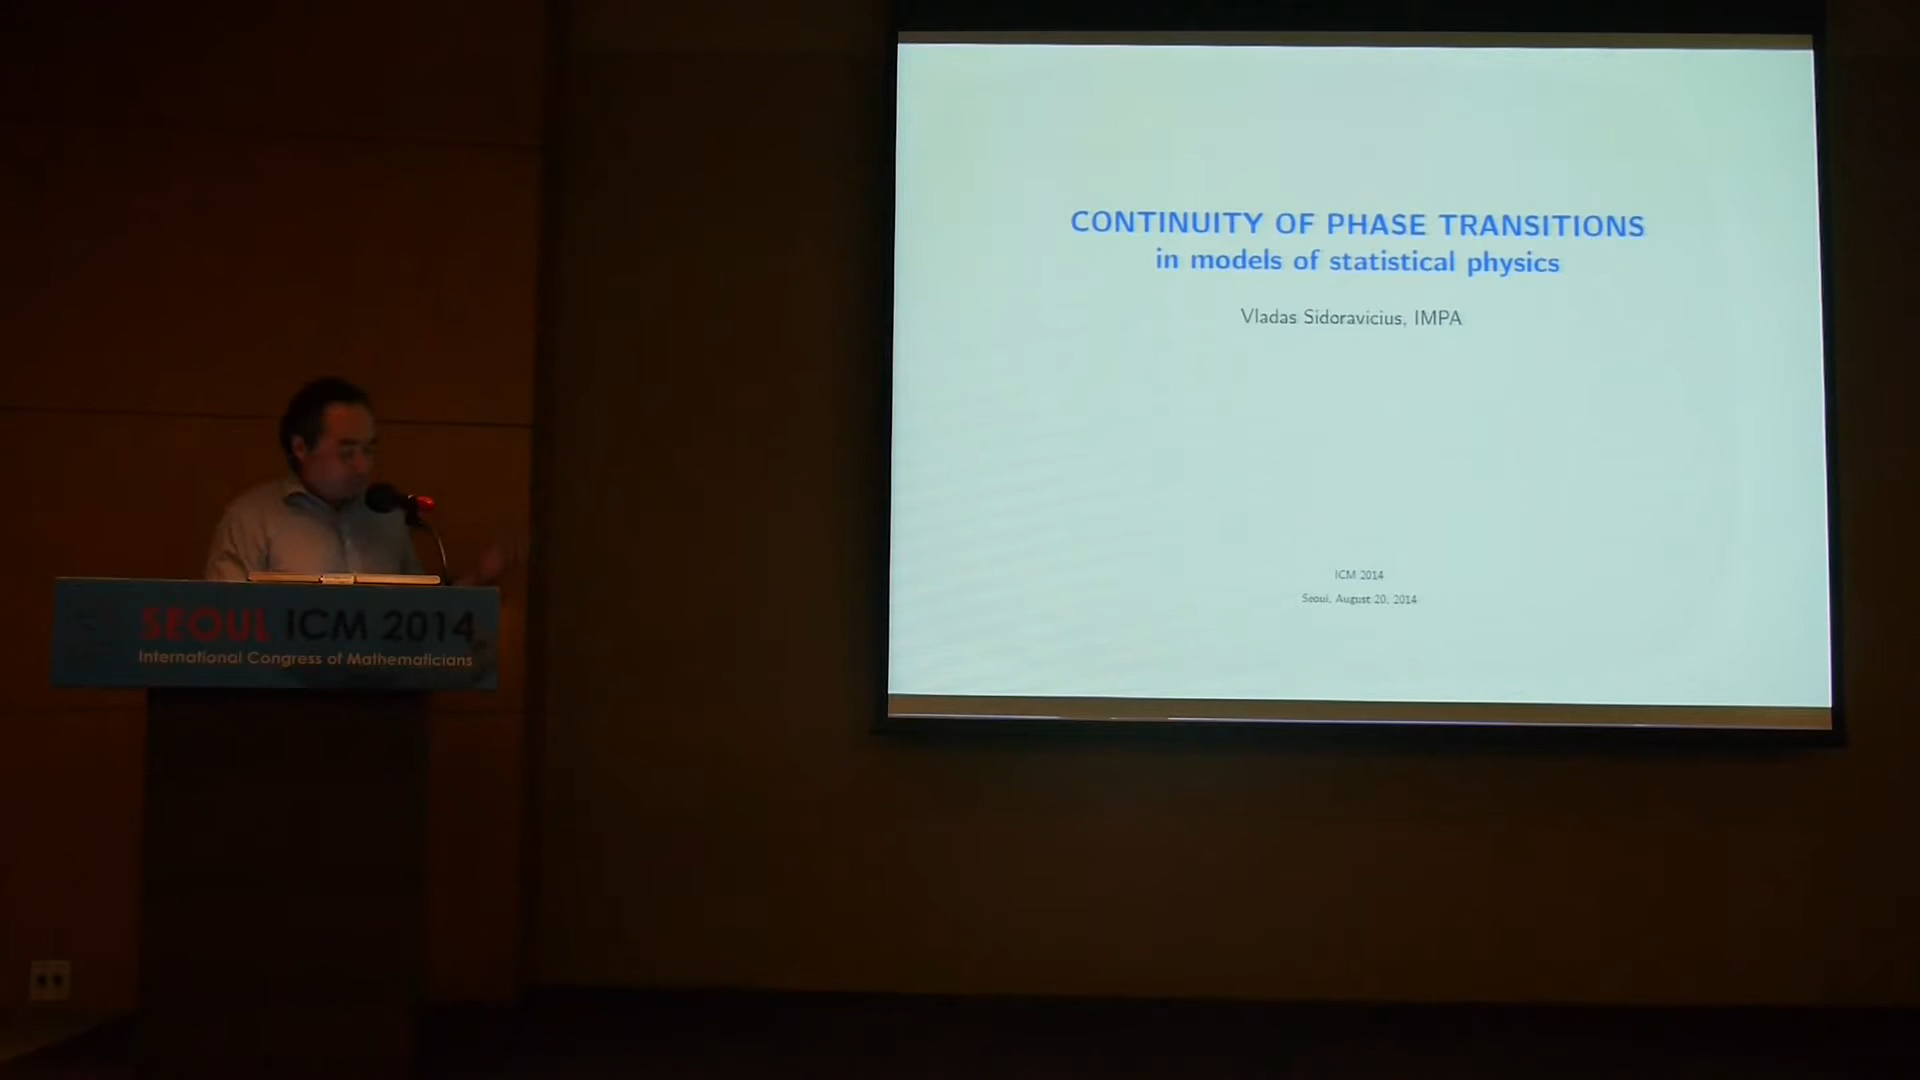 CONTINUITY OF PHASE TRANSITIONS
in models of statistical physics
Vladas Sidoravicius, IMPA
ICM 2014
Seoul, August 20, 2014
SEOUL ICM 2014
International Congress of Mathematicians